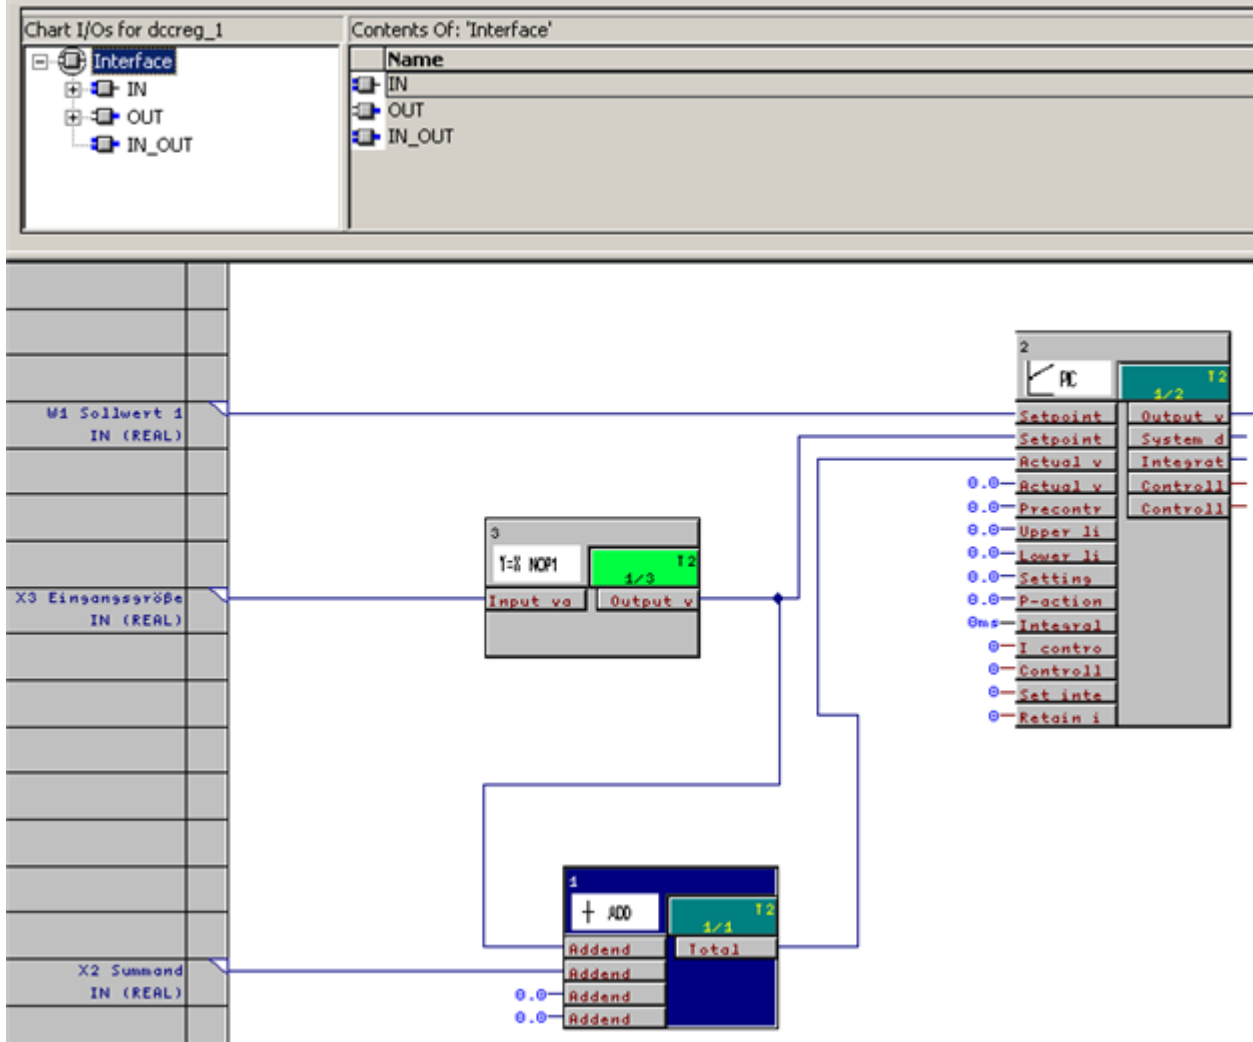 Chart I/Os for dccreg_1
Contents Of: 'Interface'
Interface
IN
OUT
IN_OUT
Name
IN
OUT
IN_OUT
W1 Sollwert 1
IN (REAL)
X3 Eingangsgröße
IN (REAL)
X2 Summand
IN (REAL)
3
Y=X NOP1
T2
1/3
Input va
Output v
2
PIC
T2
1/2
Setpoint
Output v
Setpoint
System d
Actual v
Integrat
0.0 Actual v
Controll
0.0 Precontr
Controll
0.0 Upper li
0.0 Lower li
0.0 Setting
0.0 P-action
0ms Integral
0 I contro
0 Controll
0 Set inte
0 Retain i
1
+ ADD
T2
1/1
Addend
Total
Addend
0.0 Addend
0.0 Addend